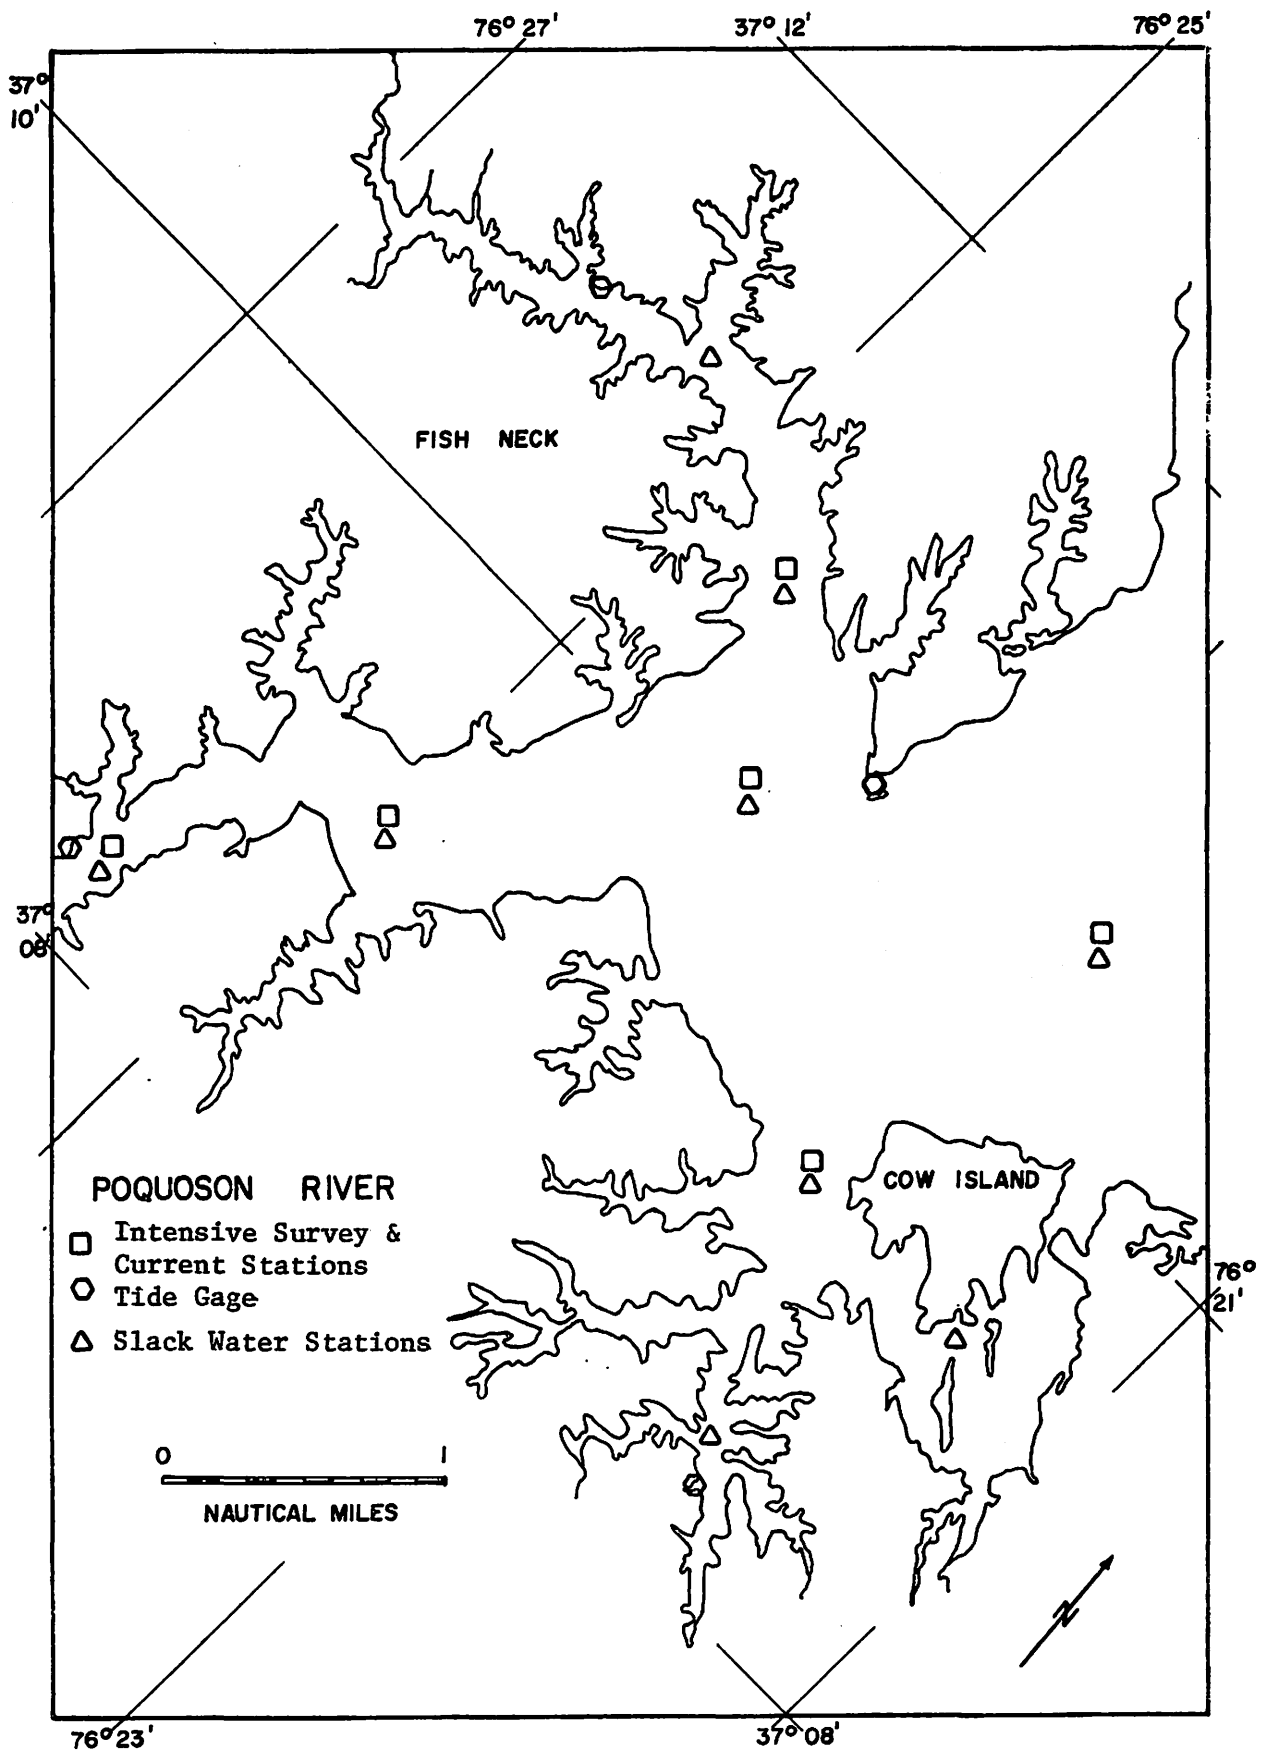 76° 27'
37° 12'
76° 25'
37°
10'
FISH NECK
37°
08'
POQUOSON RIVER
COW ISLAND
Intensive Survey &
Current Stations
Tide Gage
Slack Water Stations
76°
21'
0 1
NAUTICAL MILES
N
76° 23'
37° 08'